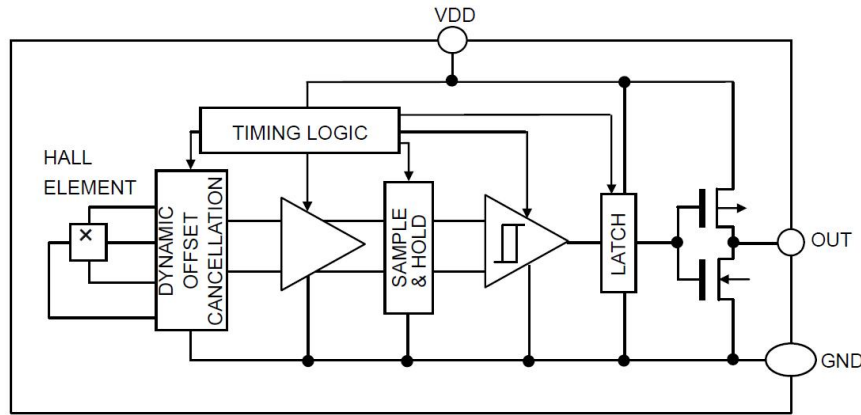 VDD
TIMING LOGIC
HALL
ELEMENT
DYNAMIC
OFFSET
CANCELLATION
SAMPLE
& HOLD
LATCH
OUT
GND